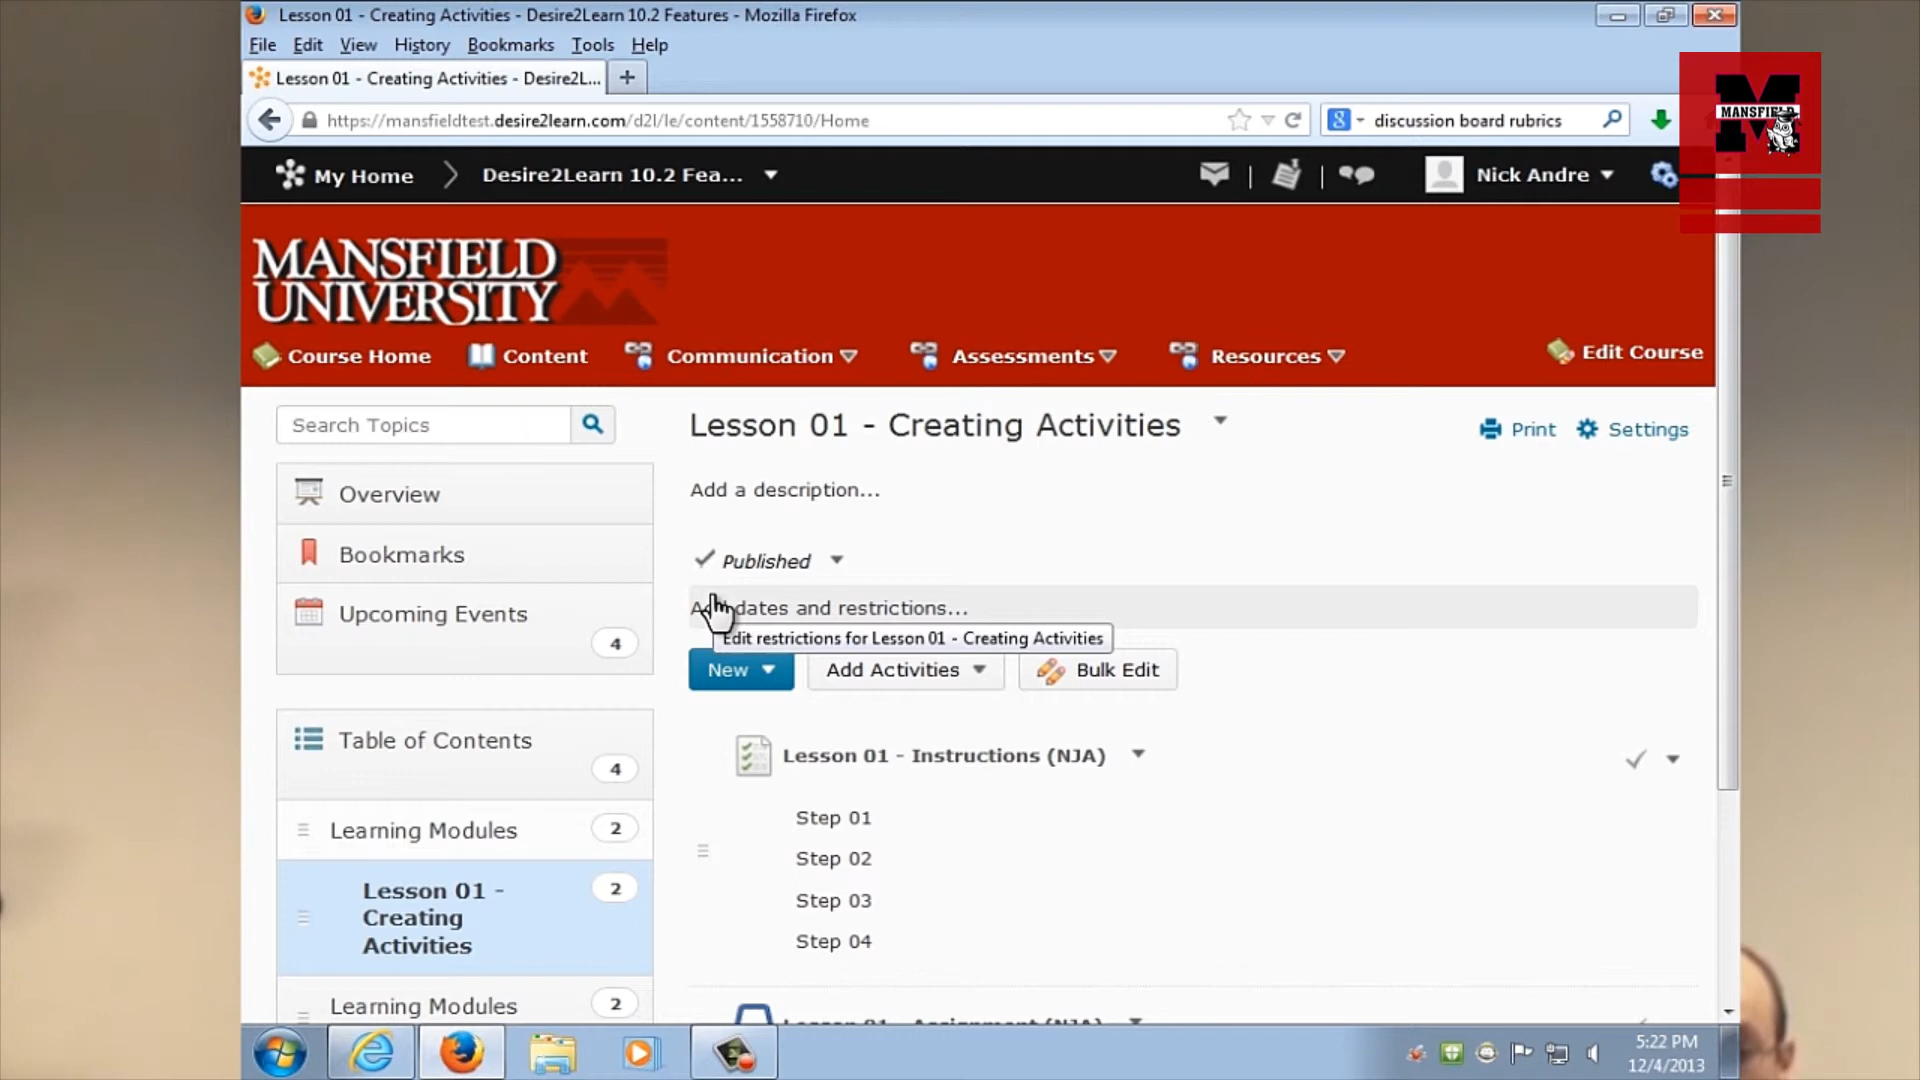 Lesson 01 - Creating Activities - Desire2Learn 10.2 Features - Mozilla Firefox
File Edit View History Bookmarks Tools Help
Lesson 01 - Creating Activities - Desire2L... +
https://mansfieldtest.desire2learn.com/d2l/le/content/1558710/Home
8 discussion board rubrics
M
MANSFIELD
My Home Desire2Learn 10.2 Fea... Nick Andre
MANSFIELD
UNIVERSITY
Course Home Content Communication Assessments Resources Edit Course
Search Topics
Lesson 01 - Creating Activities
Print Settings
Add a description...
Overview
Bookmarks
Upcoming Events
4
Published
dates and restrictions...
Edit restrictions for Lesson 01 - Creating Activities
New Add Activities Bulk Edit
Table of Contents
4
Learning Modules 2
Lesson 01 - 2
Creating
Activities
Learning Modules 2
Lesson 01 - Instructions (NJA)
Step 01
Step 02
Step 03
Step 04
Lesson 01 - Assignment (NJA)
5:22 PM
12/4/2013